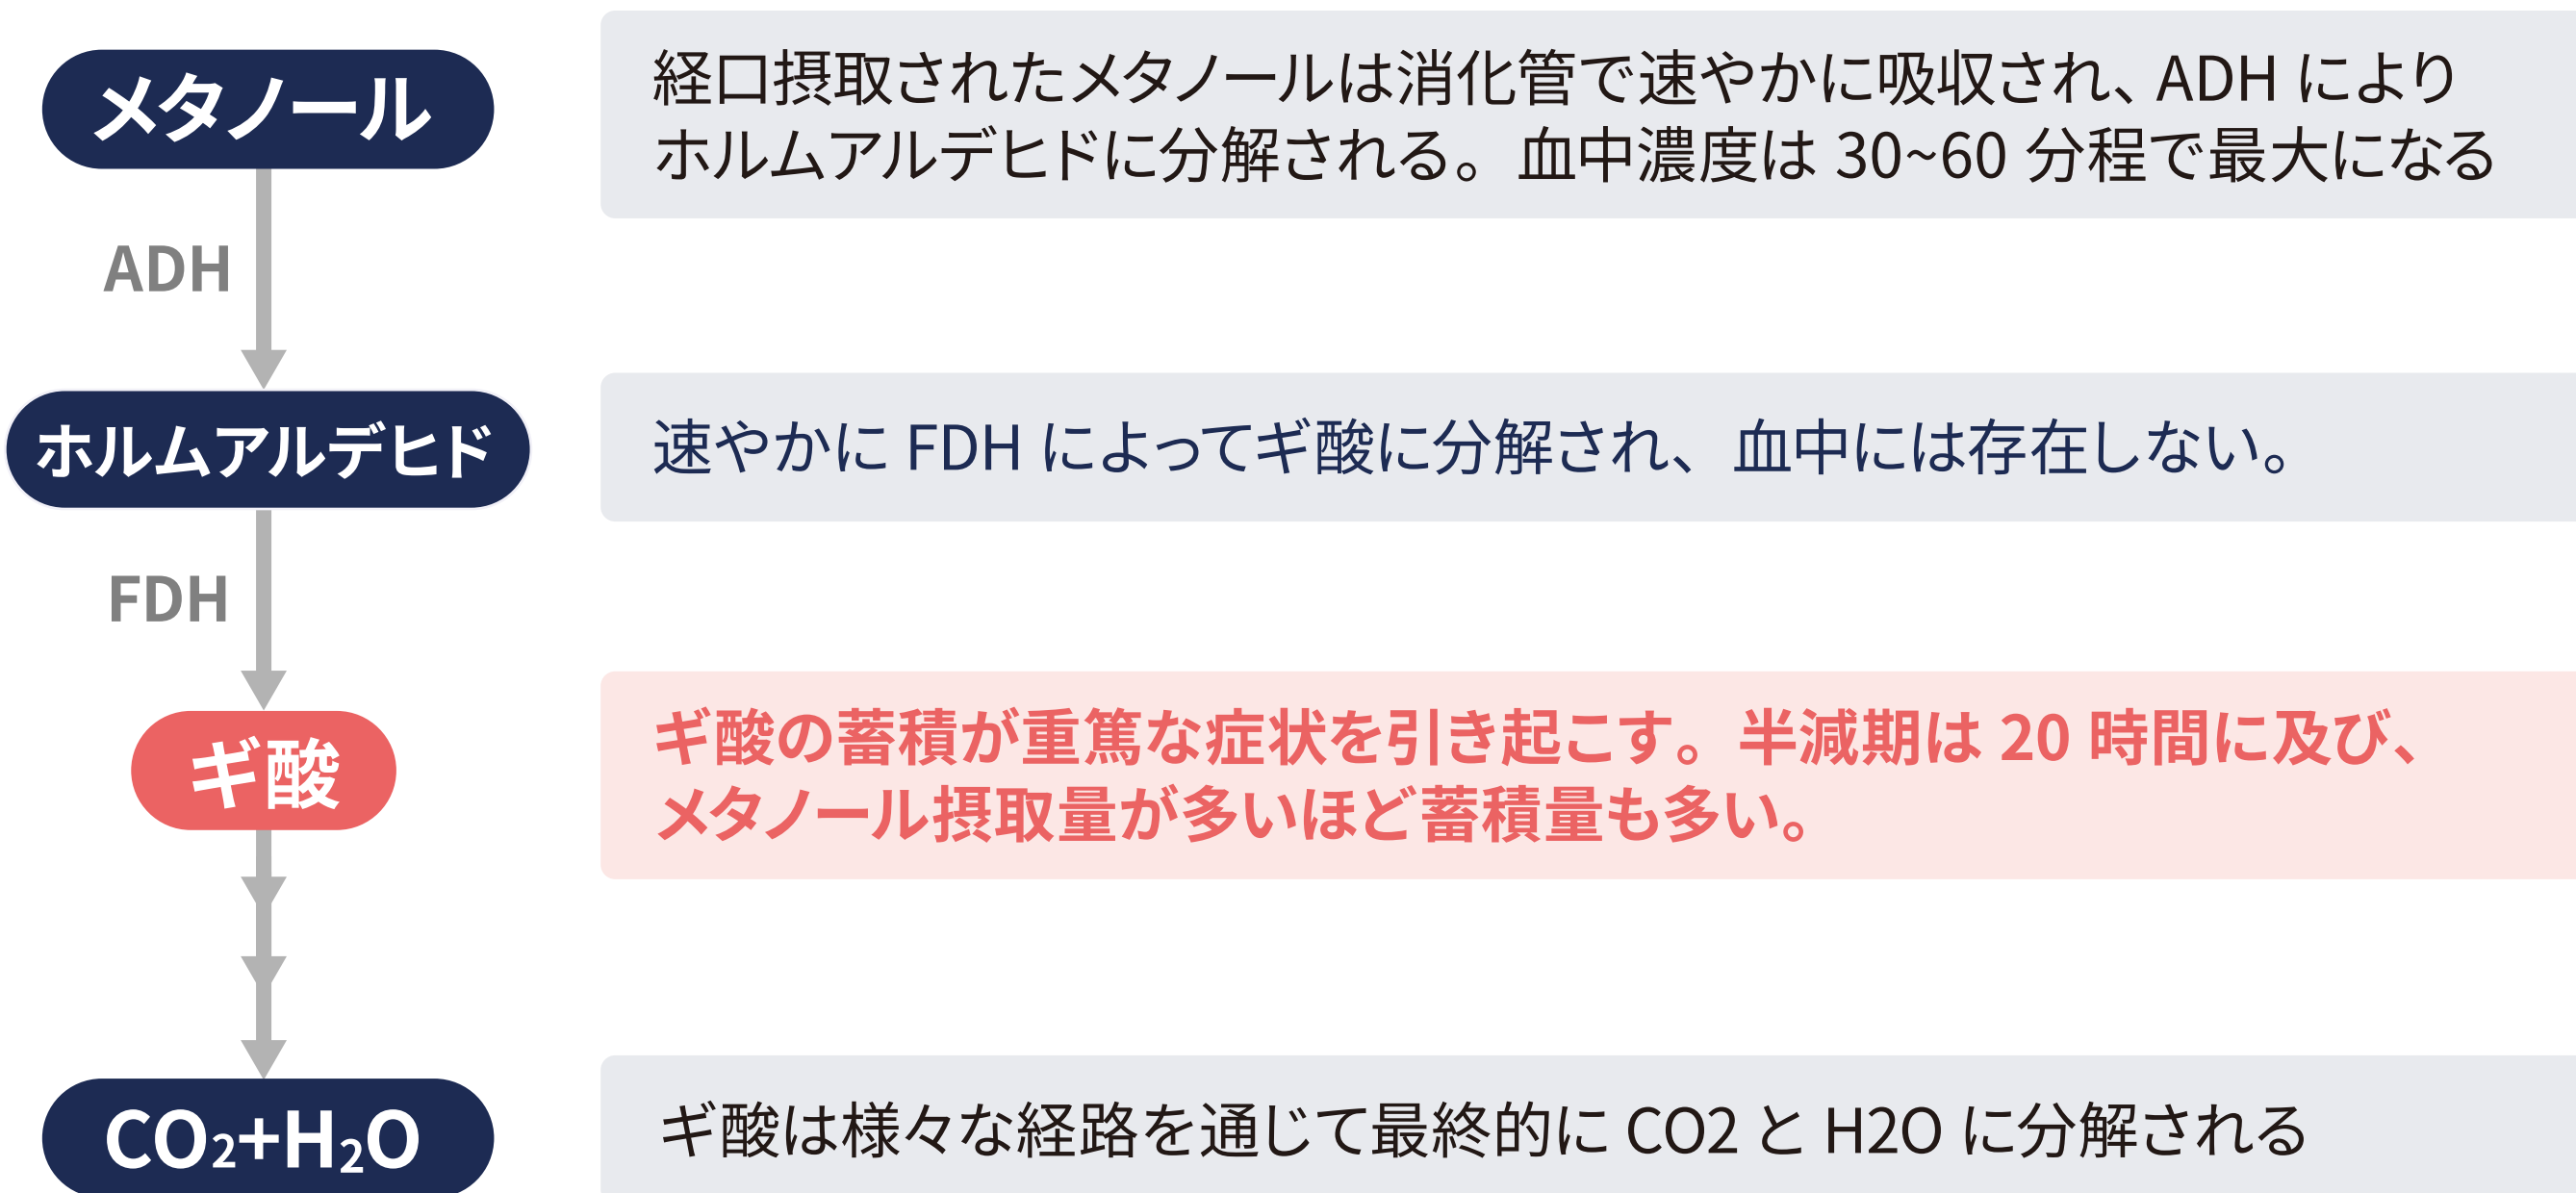 メタノール
経口摂取されたメタノールは消化管で速やかに吸収され、ADH により
ホルムアルデヒドに分解される。血中濃度は 30~60 分程で最大になる
ADH
ホルムアルデヒド
速やかに FDH によってギ酸に分解され、血中には存在しない。
FDH
ギ酸
ギ酸の蓄積が重篤な症状を引き起こす。半減期は 20 時間に及び、
メタノール摂取量が多いほど蓄積量も多い。
CO₂+H₂O
ギ酸は様々な経路を通じて最終的に CO2 と H2O に分解される